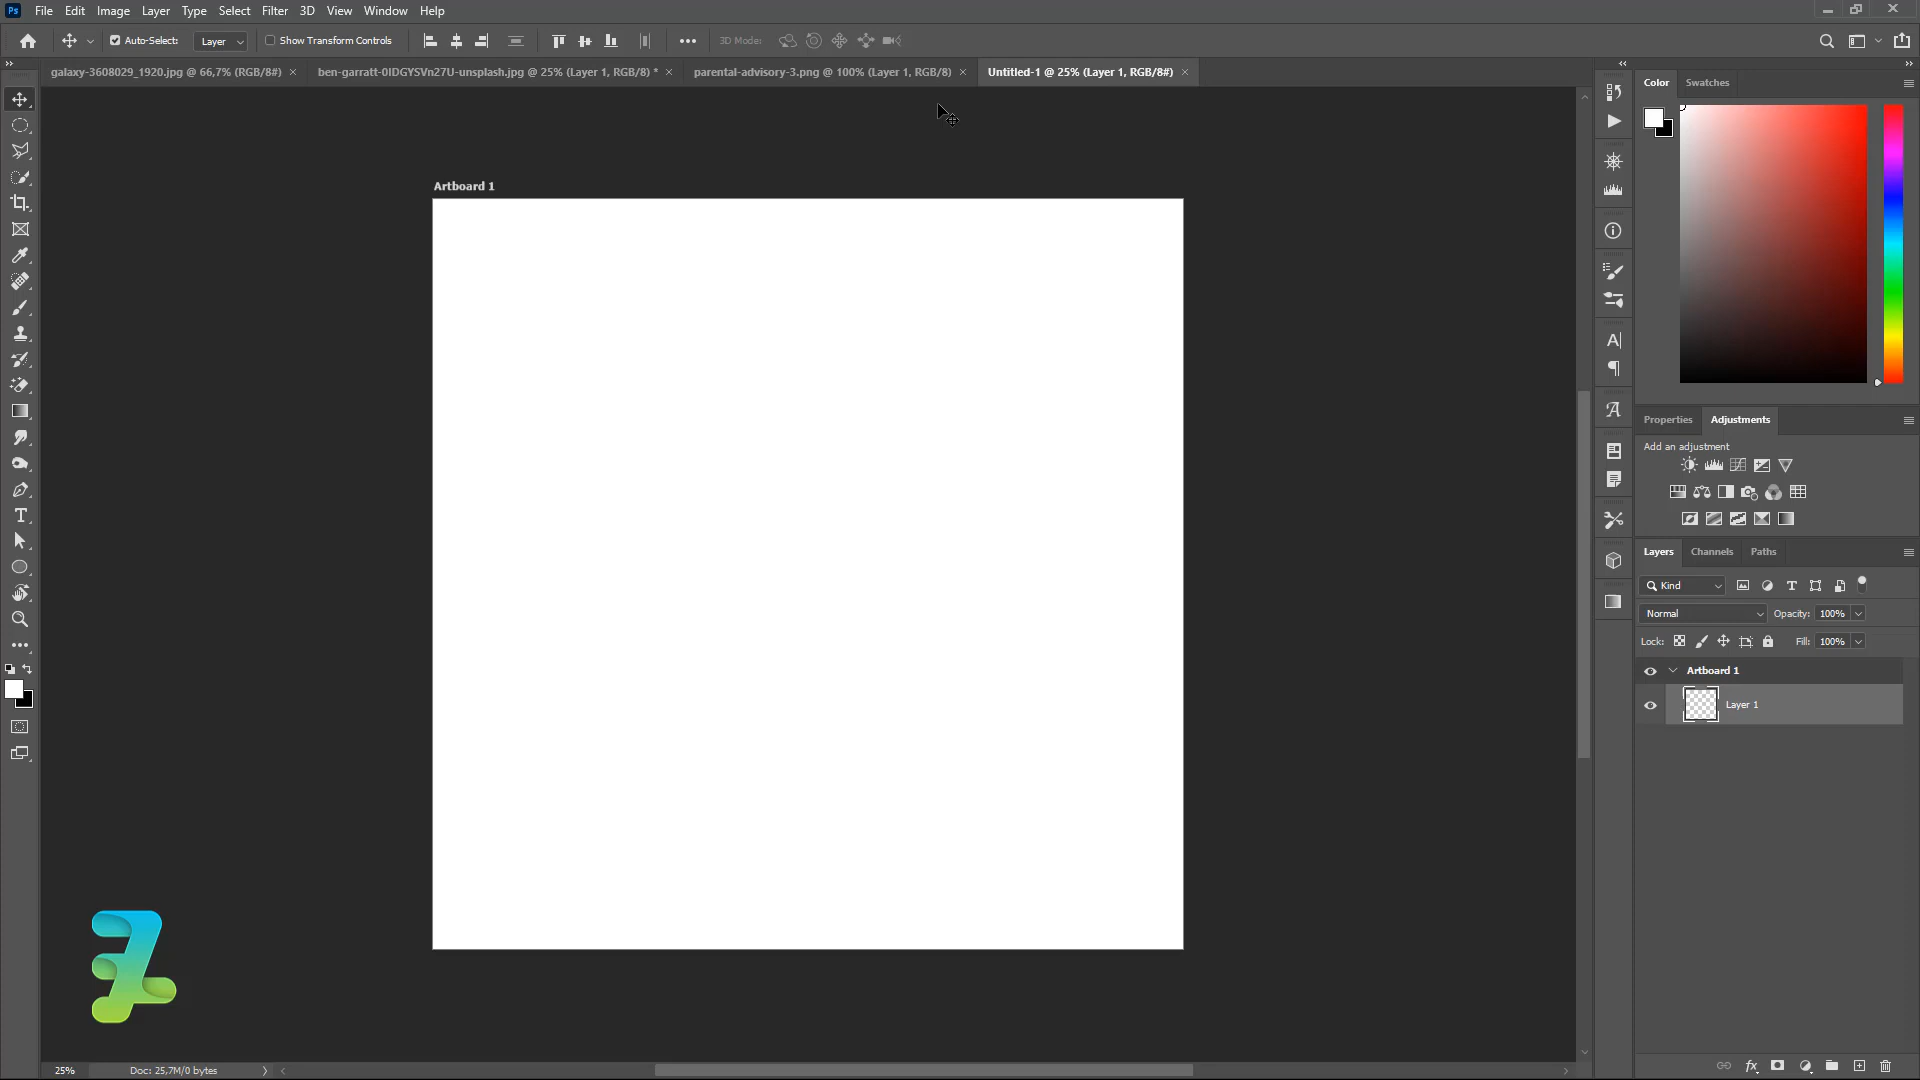 Ps File Edit Image Layer Type Select Filter 3D View Window Help
Auto-Select: Layer Show Transform Controls 3D Mode:
galaxy-3608029_1920.jpg @ 66,7% (RGB/8#) ben-garratt-0IDGYSVn27U-unsplash.jpg @ 25% (Layer 1, RGB/8) * parental-advisory-3.png @ 100% (Layer 1, RGB/8) Untitled-1 @ 25% (Layer 1, RGB/8#)
Color Swatches
Artboard 1
Properties Adjustments
Add an adjustment
Layers Channels Paths
Kind
Normal Opacity: 100%
Lock: Fill: 100%
Artboard 1
Layer 1
25% Doc: 25,7M/0 bytes